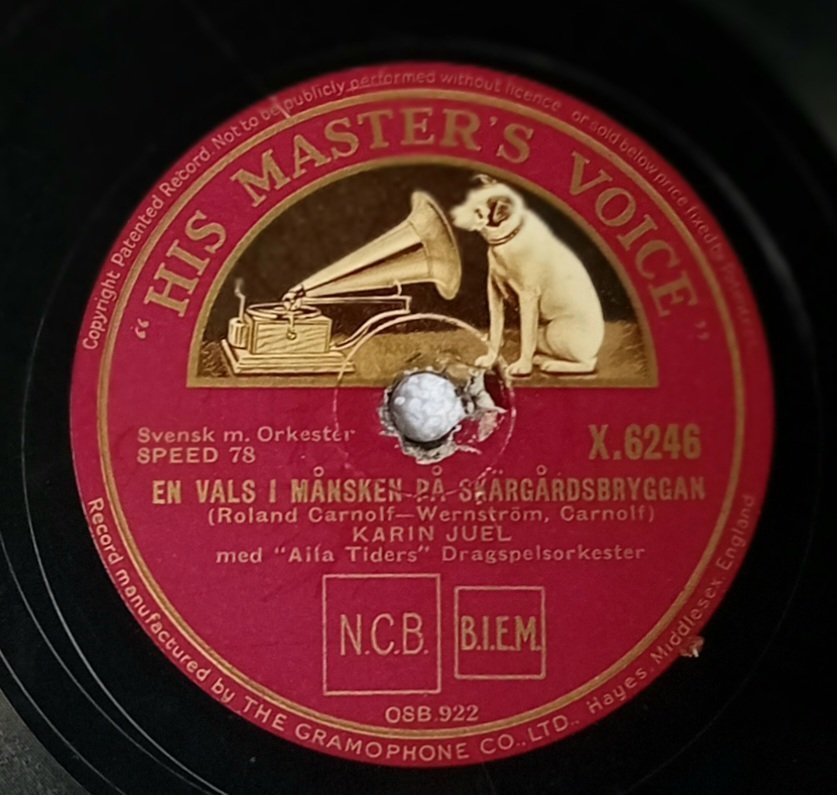 Copyright Patented Record. Not to be publicly performed without licence or sold below price fixed by
"HIS MASTER'S VOICE"
Svensk m. Orkester
SPEED 78
X.6246
EN VALS I MÅNSKEN PÅ SKÄRGÅRDSBRYGGAN
(Roland Carnolf—Wernström, Carnolf)
KARIN JUEL
med "Alla Tiders" Dragspelsorkester
N.C.B.
B.I.E.M.
OSB.922
Record manufactured by THE GRAMOPHONE CO., LTD., Hayes, Middlesex, England